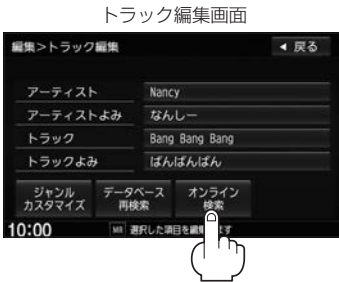 トラック編集画面
編集>トラック編集 ◀ 戻る
アーティスト Nancy
アーティストよみ なんしー
トラック Bang Bang Bang
トラックよみ ばんばんばん
ジャンル カスタマイズ データベース 再検索 オンライン 検索
10:00 MR 選択した項目を編集 ます